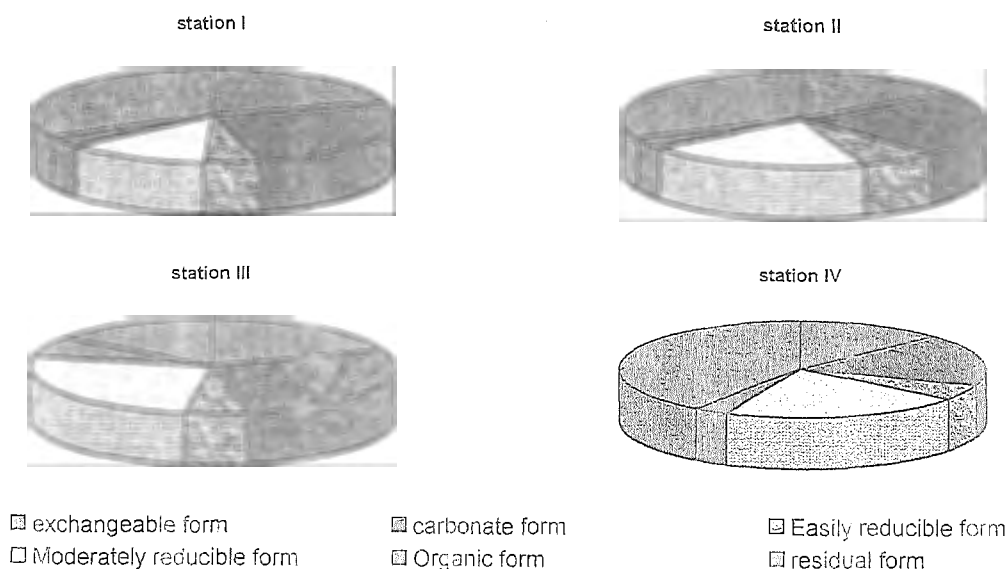 station I
station II
station III
station IV
exchangeable form
carbonate form
Easily reducible form
Moderately reducible form
Organic form
residual form